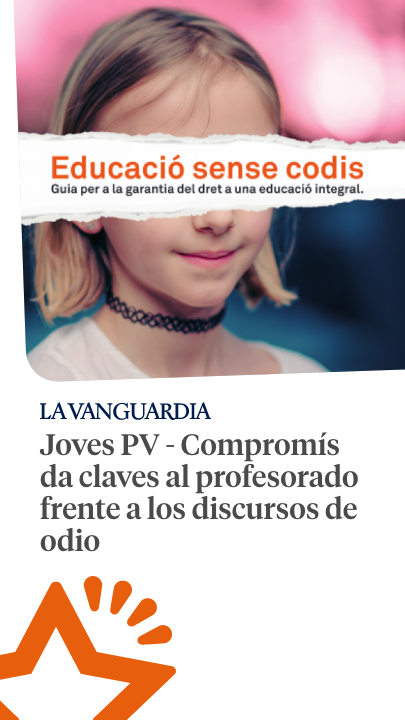 Educació sense codis
Guia per a la garantia del dret a una educació integral.
LA VANGUARDIA
Joves PV - Compromís
da claves al profesorado
frente a los discursos de
odio